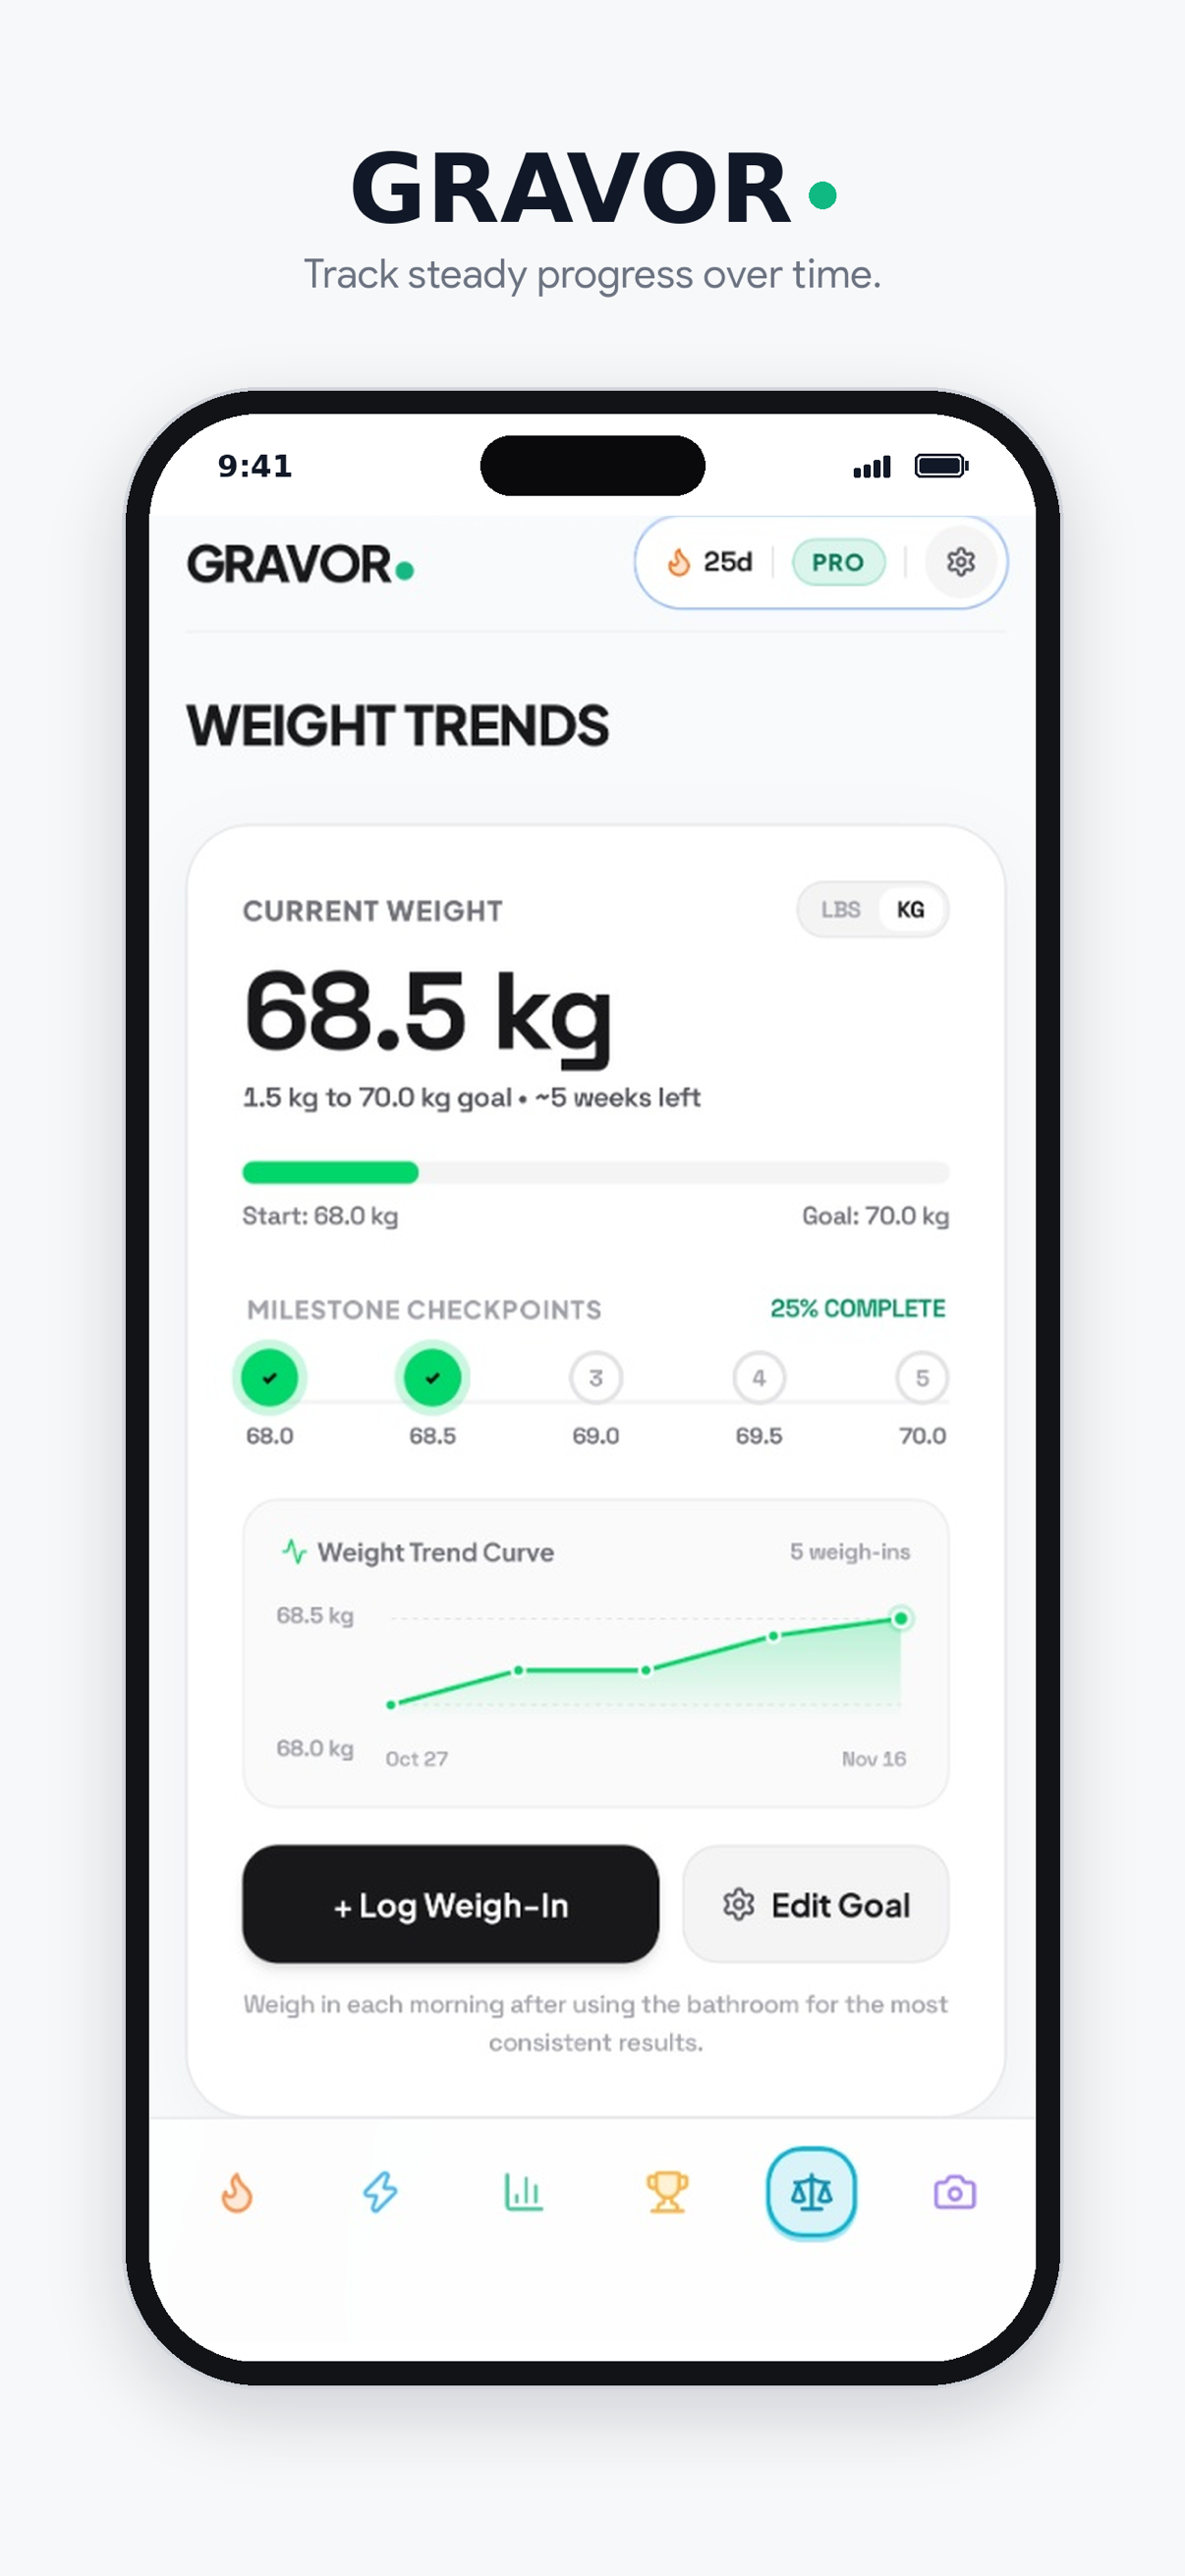 GRAVOR
Track steady progress over time.
9:41
GRAVOR
25d PRO
WEIGHT TRENDS
CURRENT WEIGHT LBS KG
68.5 kg
1.5 kg to 70.0 kg goal • ~5 weeks left
Start: 68.0 kg Goal: 70.0 kg
MILESTONE CHECKPOINTS 25% COMPLETE
3 4 5
68.0 68.5 69.0 69.5 70.0
Weight Trend Curve 5 weigh-ins
68.5 kg
68.0 kg
Oct 27 Nov 16
+ Log Weigh-In Edit Goal
Weigh in each morning after using the bathroom for the most
consistent results.